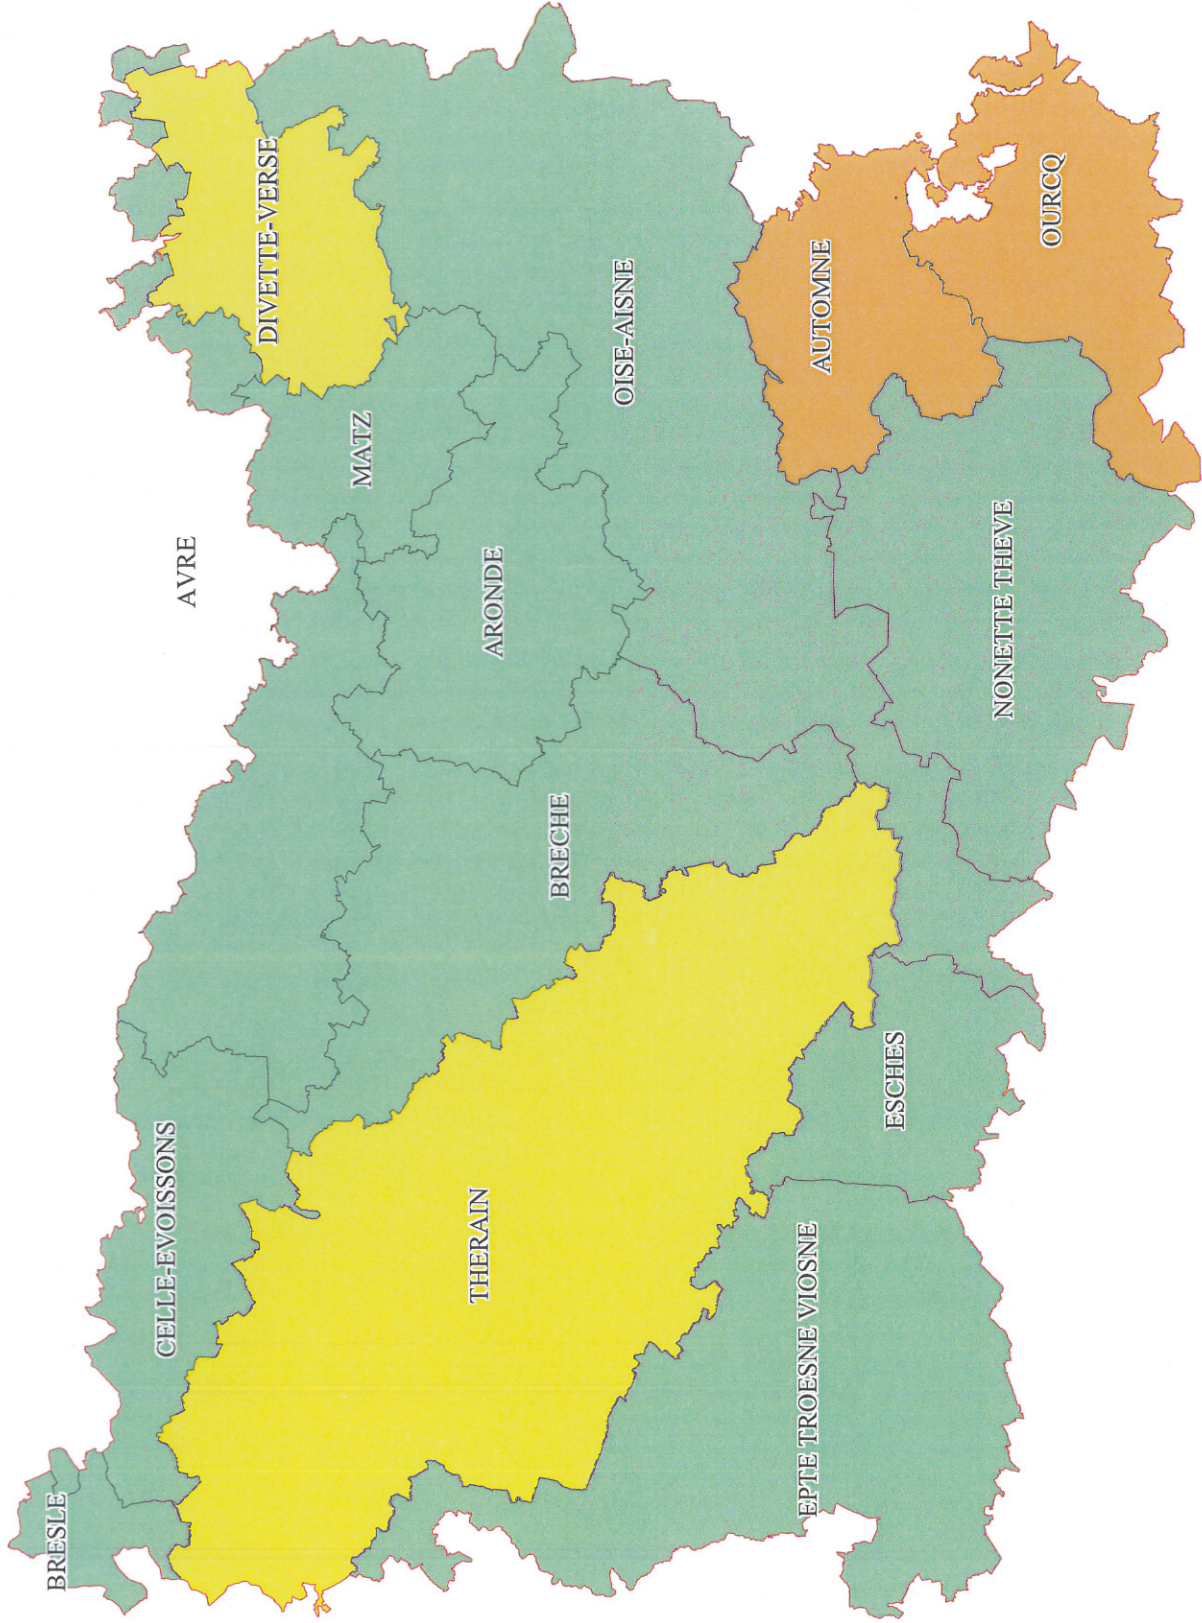 BRESLE
CELLE-EVOISSONS
AVRE
DIVETTE-VERSE
MATZ
THERAIN
BRECHE
ARONDE
OISE-AISNE
EPTE TROESNE VIOSNE
ESCHES
AUTOMNE
NONETTE THEVE
OURCQ